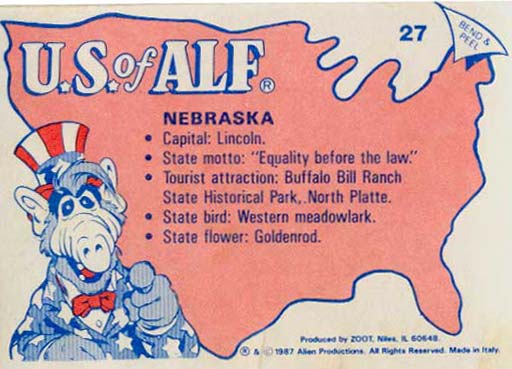 27
BEND &
PEEL
U.S. of ALF®
NEBRASKA
• Capital: Lincoln.
• State motto: "Equality before the law."
• Tourist attraction: Buffalo Bill Ranch
State Historical Park, North Platte.
• State bird: Western meadowlark.
• State flower: Goldenrod.
Produced by ZOOT, Niles, IL 60648.
® & © 1987 Alien Productions. All Rights Reserved. Made in Italy.